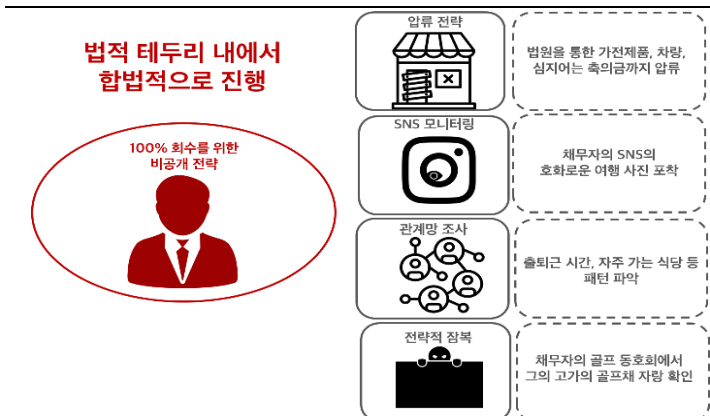 법적 테두리 내에서
합법적으로 진행
100% 회수를 위한
비공개 전략
압류 전략
법원을 통한 가전제품, 차량,
심지어는 축의금까지 압류
SNS 모니터링
채무자의 SNS의
호화로운 여행 사진 포착
관계망 조사
출퇴근 시간, 자주 가는 식당 등
패턴 파악
전략적 잠복
채무자의 골프 동호회에서
그의 고가의 골프채 자랑 확인